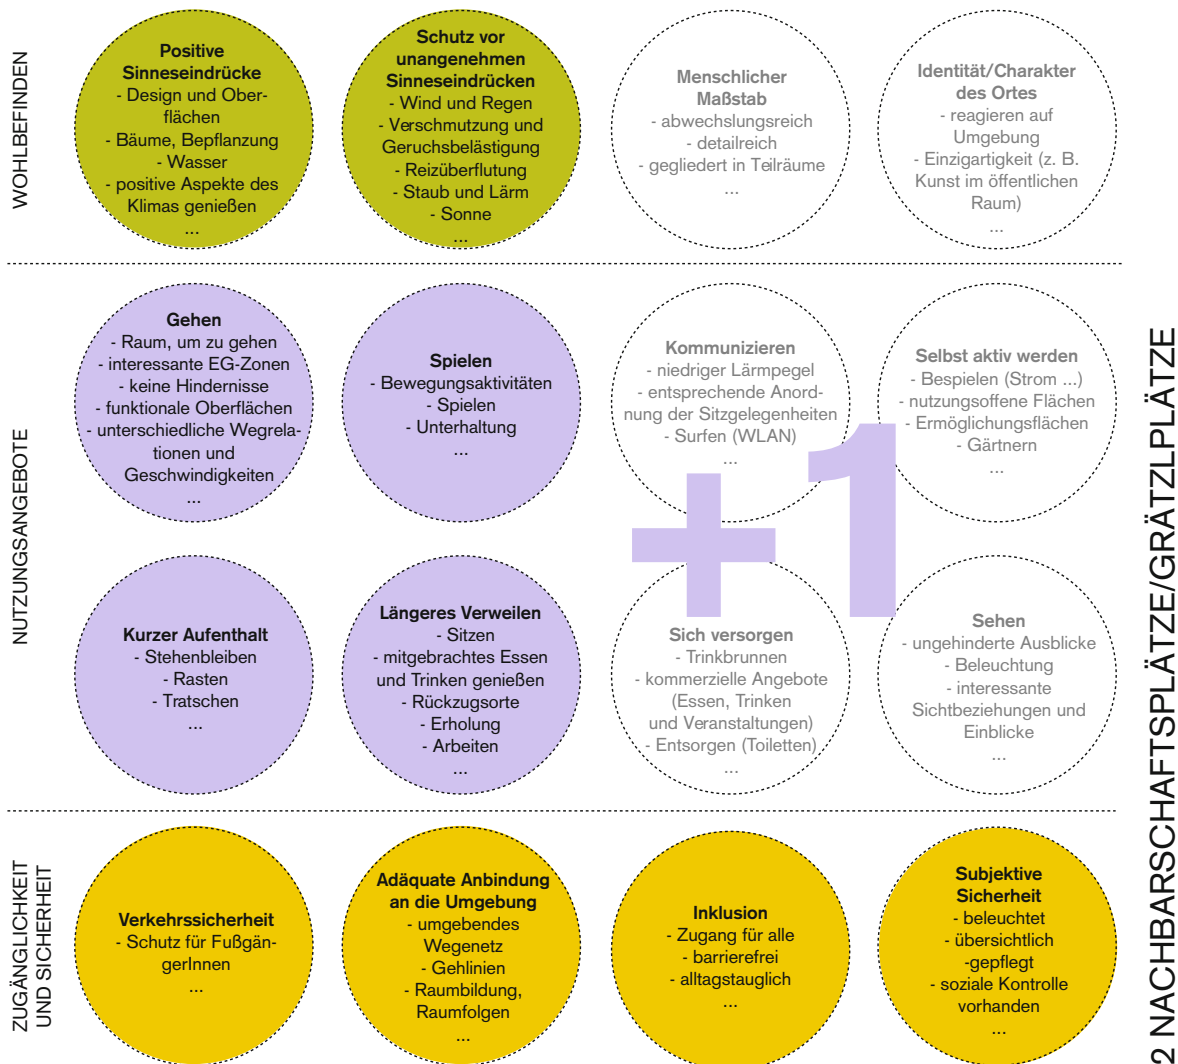 WOHLBEFINDEN
Positive
Sinneseindrücke
- Design und Ober-
flächen
- Bäume, Bepflanzung
- Wasser
- positive Aspekte des
Klimas genießen
...
Schutz vor
unangenehmen
Sinneseindrücken
- Wind und Regen
- Verschmutzung und
Geruchsbelästigung
- Reizüberflutung
- Staub und Lärm
- Sonne
...
Menschlicher
Maßstab
- abwechslungsreich
- detailreich
- gegliedert in Teilräume
...
Identität/Charakter
des Ortes
- reagieren auf
Umgebung
- Einzigartigkeit (z. B.
Kunst im öffentlichen
Raum)
...
NUTZUNGSANGEBOTE
Gehen
- Raum, um zu gehen
- interessante EG-Zonen
- keine Hindernisse
- funktionale Oberflächen
- unterschiedliche Wegrela-
tionen und
Geschwindigkeiten
...
Spielen
- Bewegungsaktivitäten
- Spielen
- Unterhaltung
...
Kommunizieren
- niedriger Lärmpegel
- entsprechende Anord-
nung der Sitzgelegenheiten
- Surfen (WLAN)
...
Selbst aktiv werden
- Bespielen (Strom ...)
- nutzungsoffene Flächen
- Ermöglichungsflächen
- Gärtnern
...
+1
Kurzer Aufenthalt
- Stehenbleiben
- Rasten
- Tratschen
...
Längeres Verweilen
- Sitzen
- mitgebrachtes Essen
und Trinken genießen
- Rückzugsorte
- Erholung
- Arbeiten
...
Sich versorgen
- Trinkbrunnen
- kommerzielle Angebote
(Essen, Trinken
und Veranstaltungen)
- Entsorgen (Toiletten)
...
Sehen
- ungehinderte Ausblicke
- Beleuchtung
- interessante
Sichtbeziehungen und
Einblicke
...
ZUGÄNGLICHKEIT
UND SICHERHEIT
Verkehrssicherheit
- Schutz für Fußgän-
gerInnen
...
Adäquate Anbindung
an die Umgebung
- umgebendes
Wegenetz
- Gehlinien
- Raumbildung,
Raumfolgen
...
Inklusion
- Zugang für alle
- barrierefrei
- alltagstauglich
...
Subjektive
Sicherheit
- beleuchtet
- übersichtlich
-gepflegt
- soziale Kontrolle
vorhanden
...
2 NACHBARSCHAFTSPLÄTZE/GRÄTZLPLÄTZE